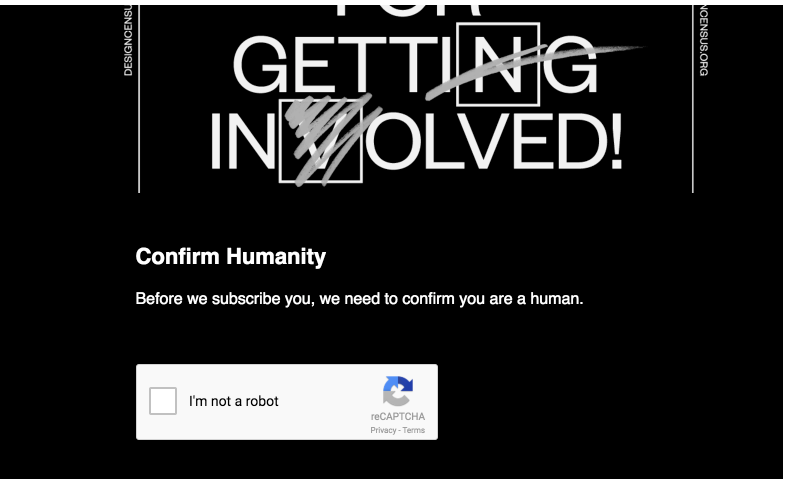 FOR
GETTING
INVOLVED!
DESIGNCENSU
NCENSUS.ORG
Confirm Humanity
Before we subscribe you, we need to confirm you are a human.
I'm not a robot
reCAPTCHA
Privacy - Terms